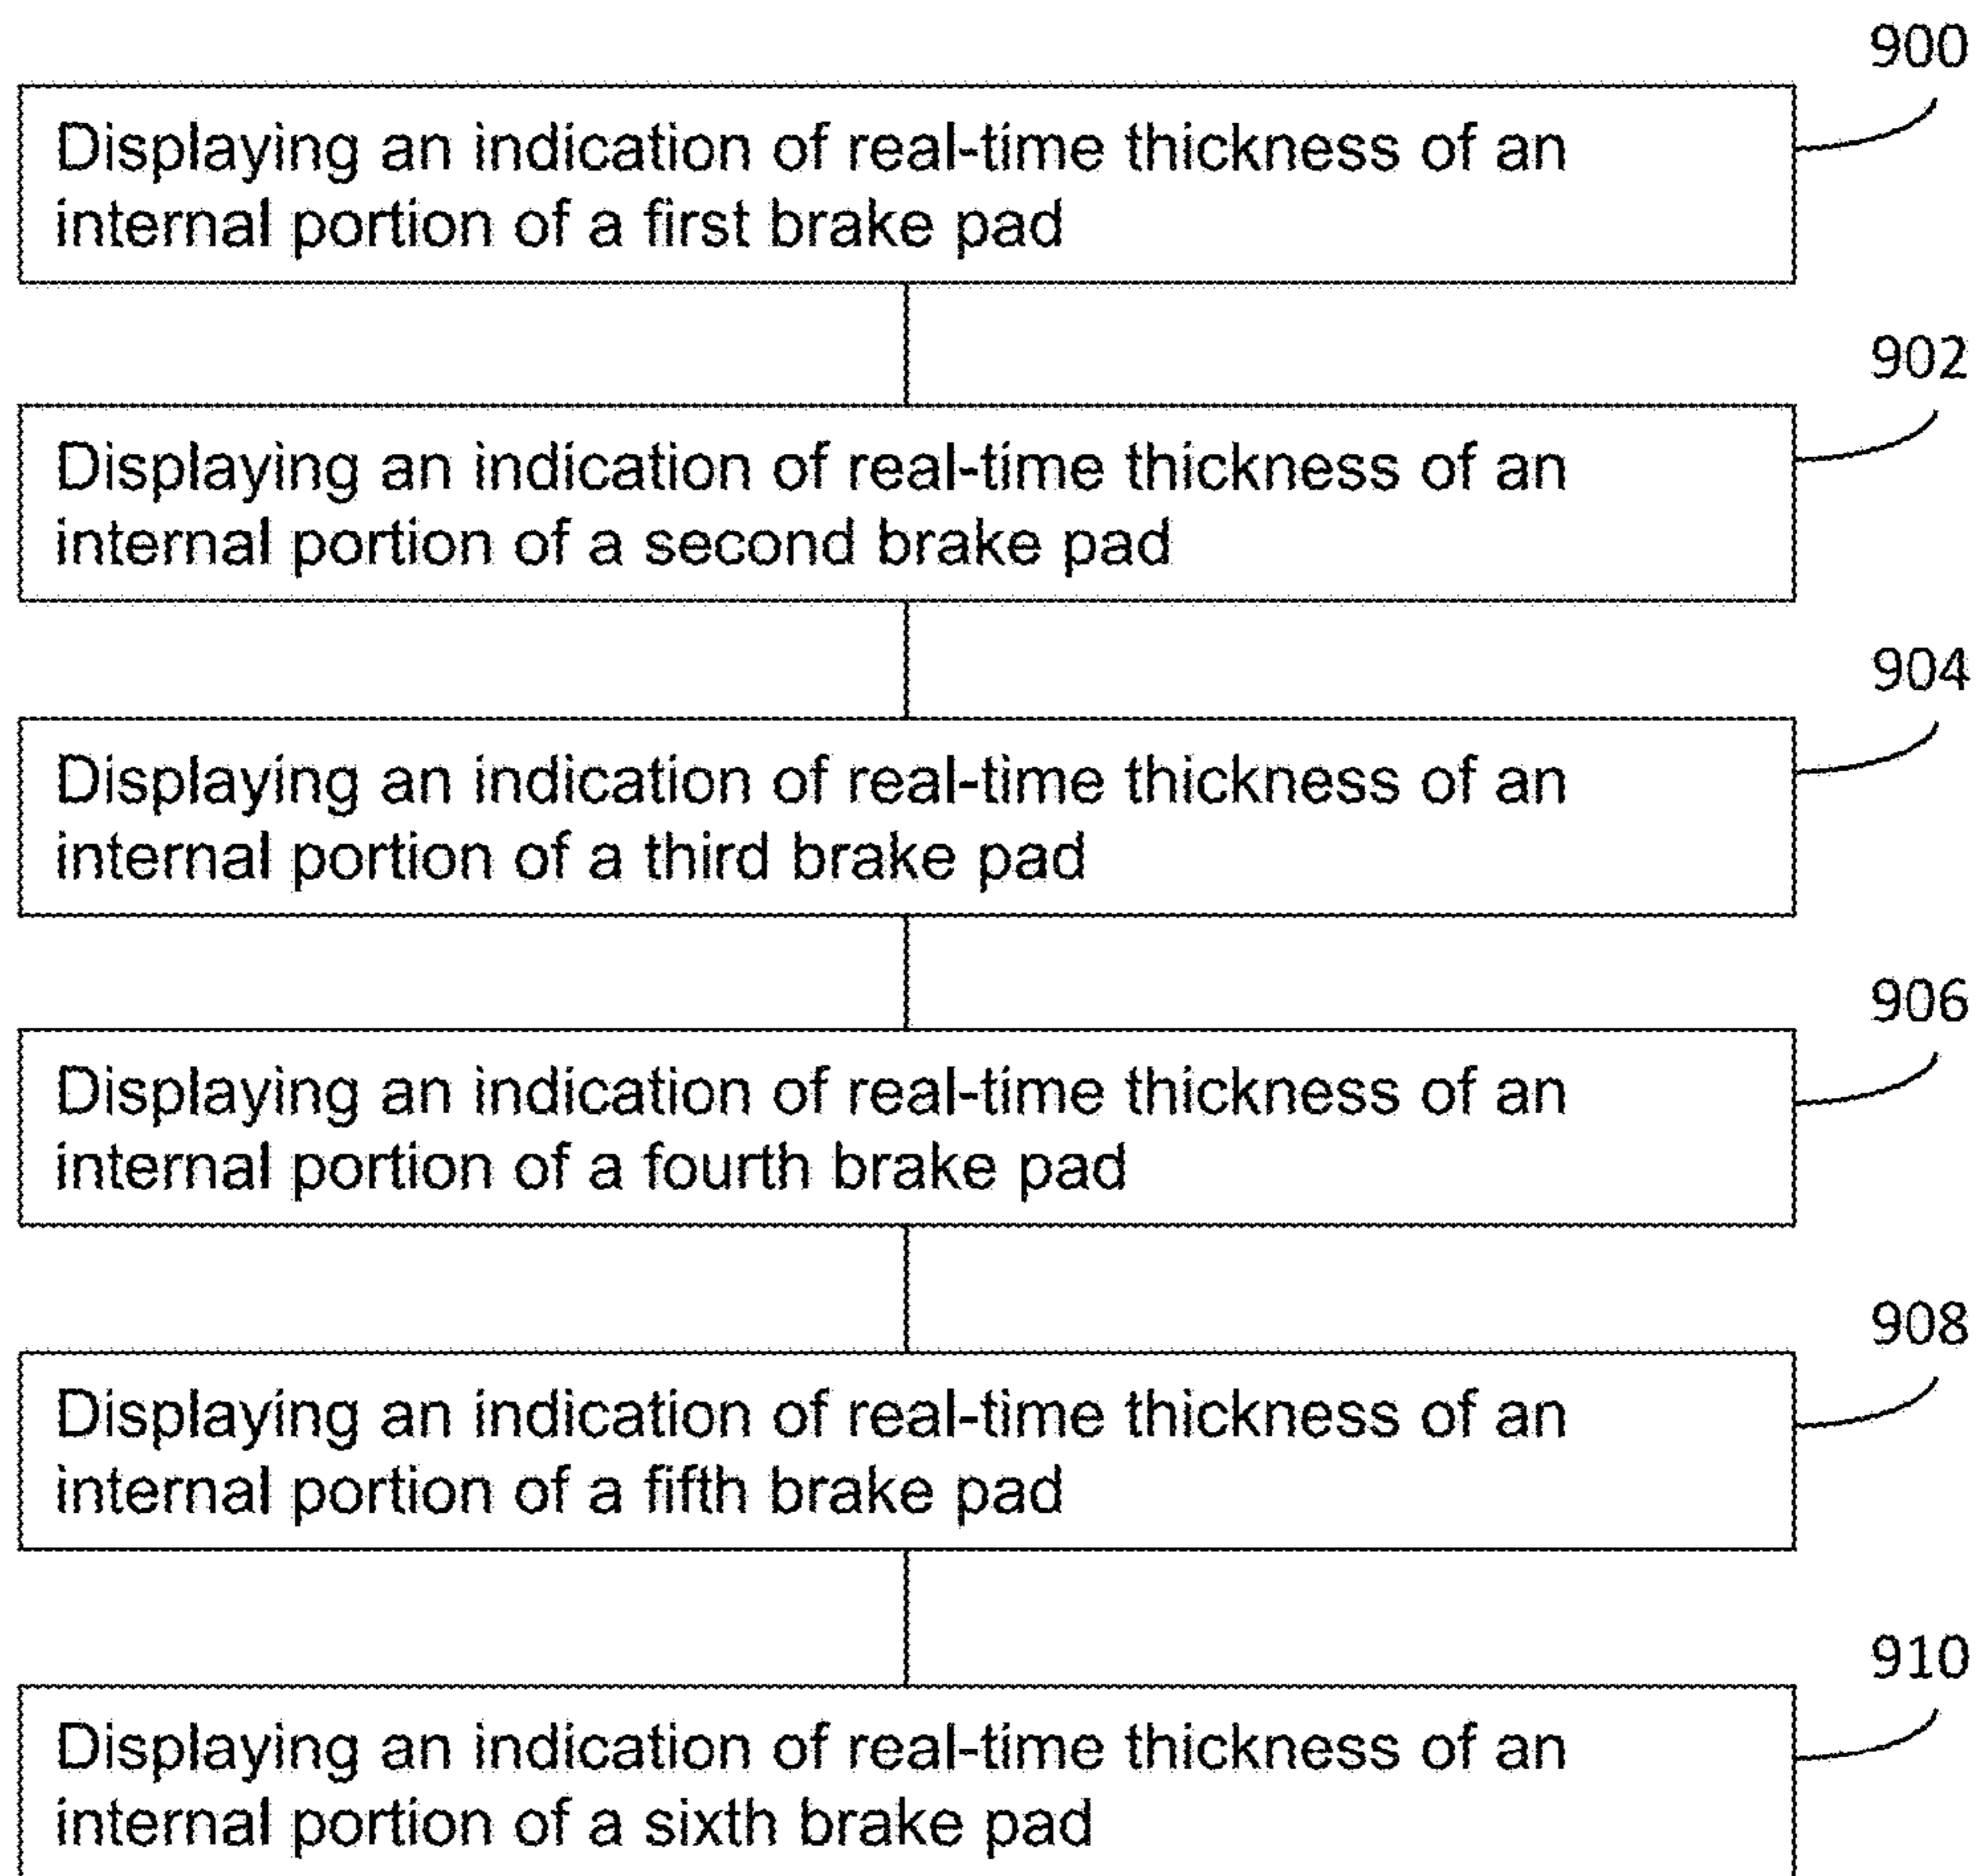 900
Displaying an indication of real-time thickness of an
internal portion of a first brake pad
902
Displaying an indication of real-time thickness of an
internal portion of a second brake pad
904
Displaying an indication of real-time thickness of an
internal portion of a third brake pad
906
Displaying an indication of real-time thickness of an
internal portion of a fourth brake pad
908
Displaying an indication of real-time thickness of an
internal portion of a fifth brake pad
910
Displaying an indication of real-time thickness of an
internal portion of a sixth brake pad